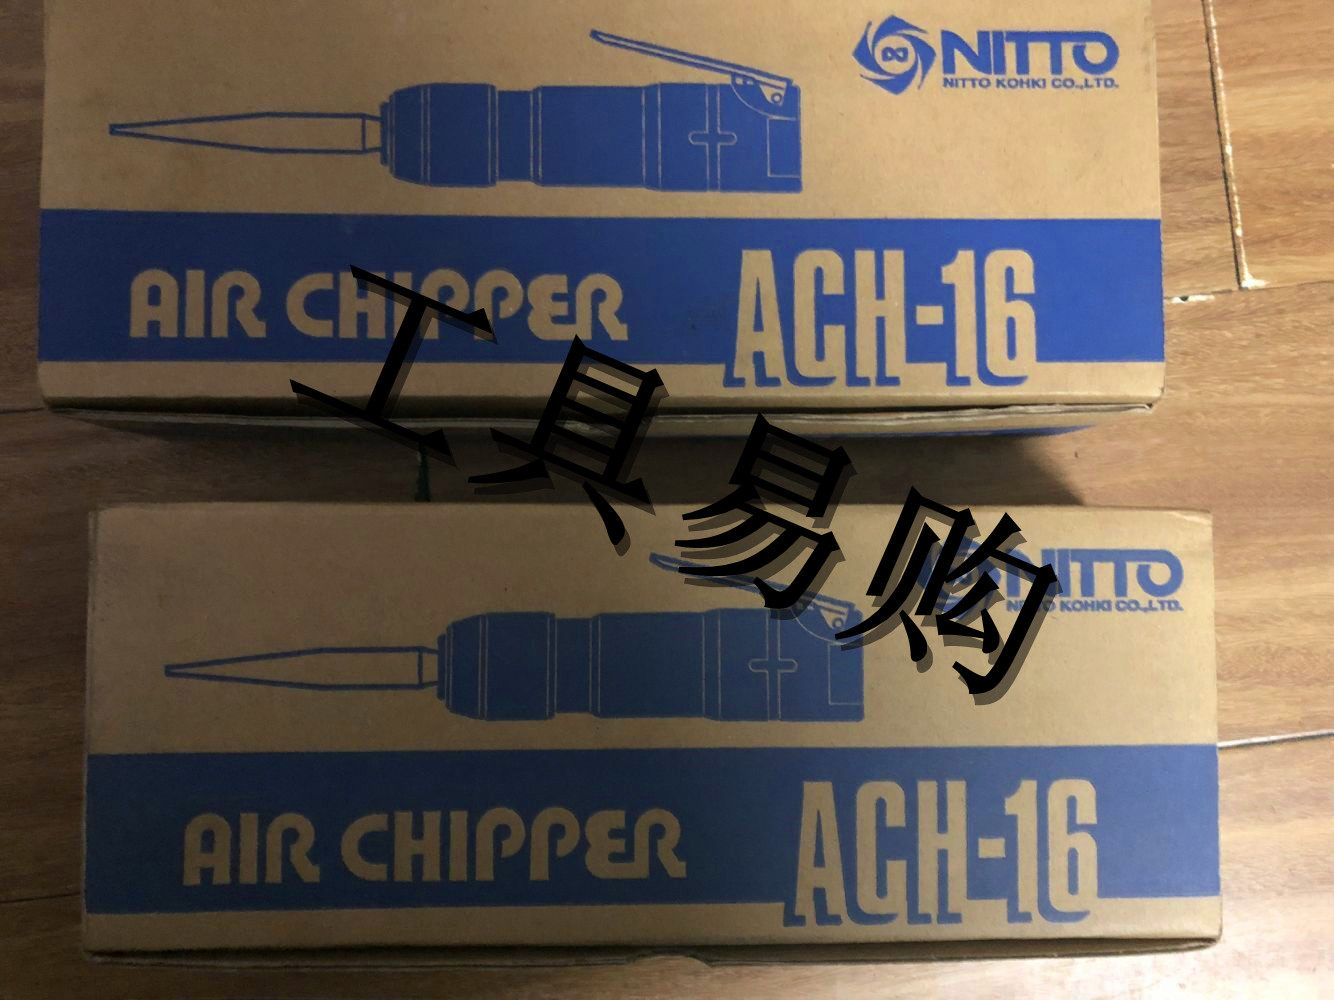 NITTO
NITTO KOHKI CO.,LTD.
AIR CHIPPER ACH-16
工具易购
NITTO
NITTO KOHKI CO.,LTD.
AIR CHIPPER ACH-16